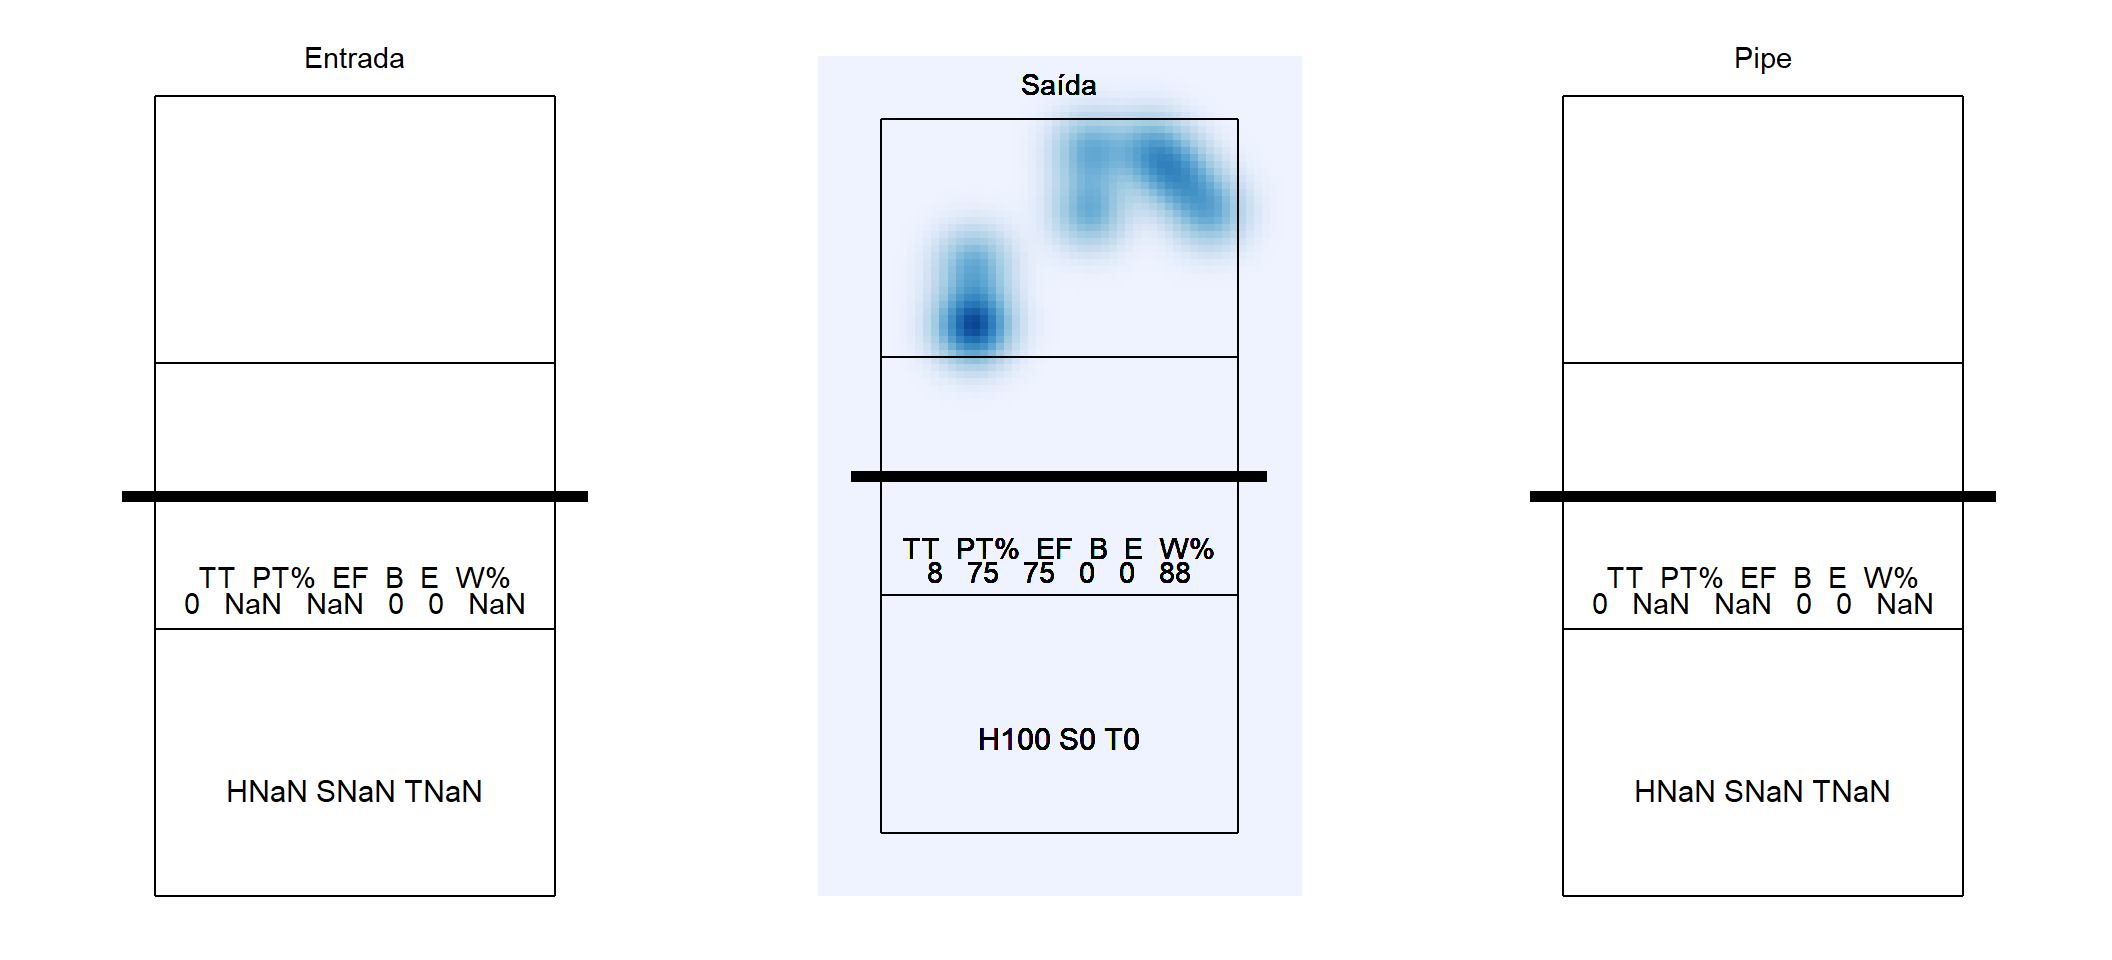 Entrada
TT PT% EF B E W%
0 NaN NaN 0 0 NaN
HNaN SNaN TNaN
Saída
TT PT% EF B E W%
8 75 75 0 0 88
H100 S0 T0
Pipe
TT PT% EF B E W%
0 NaN NaN 0 0 NaN
HNaN SNaN TNaN